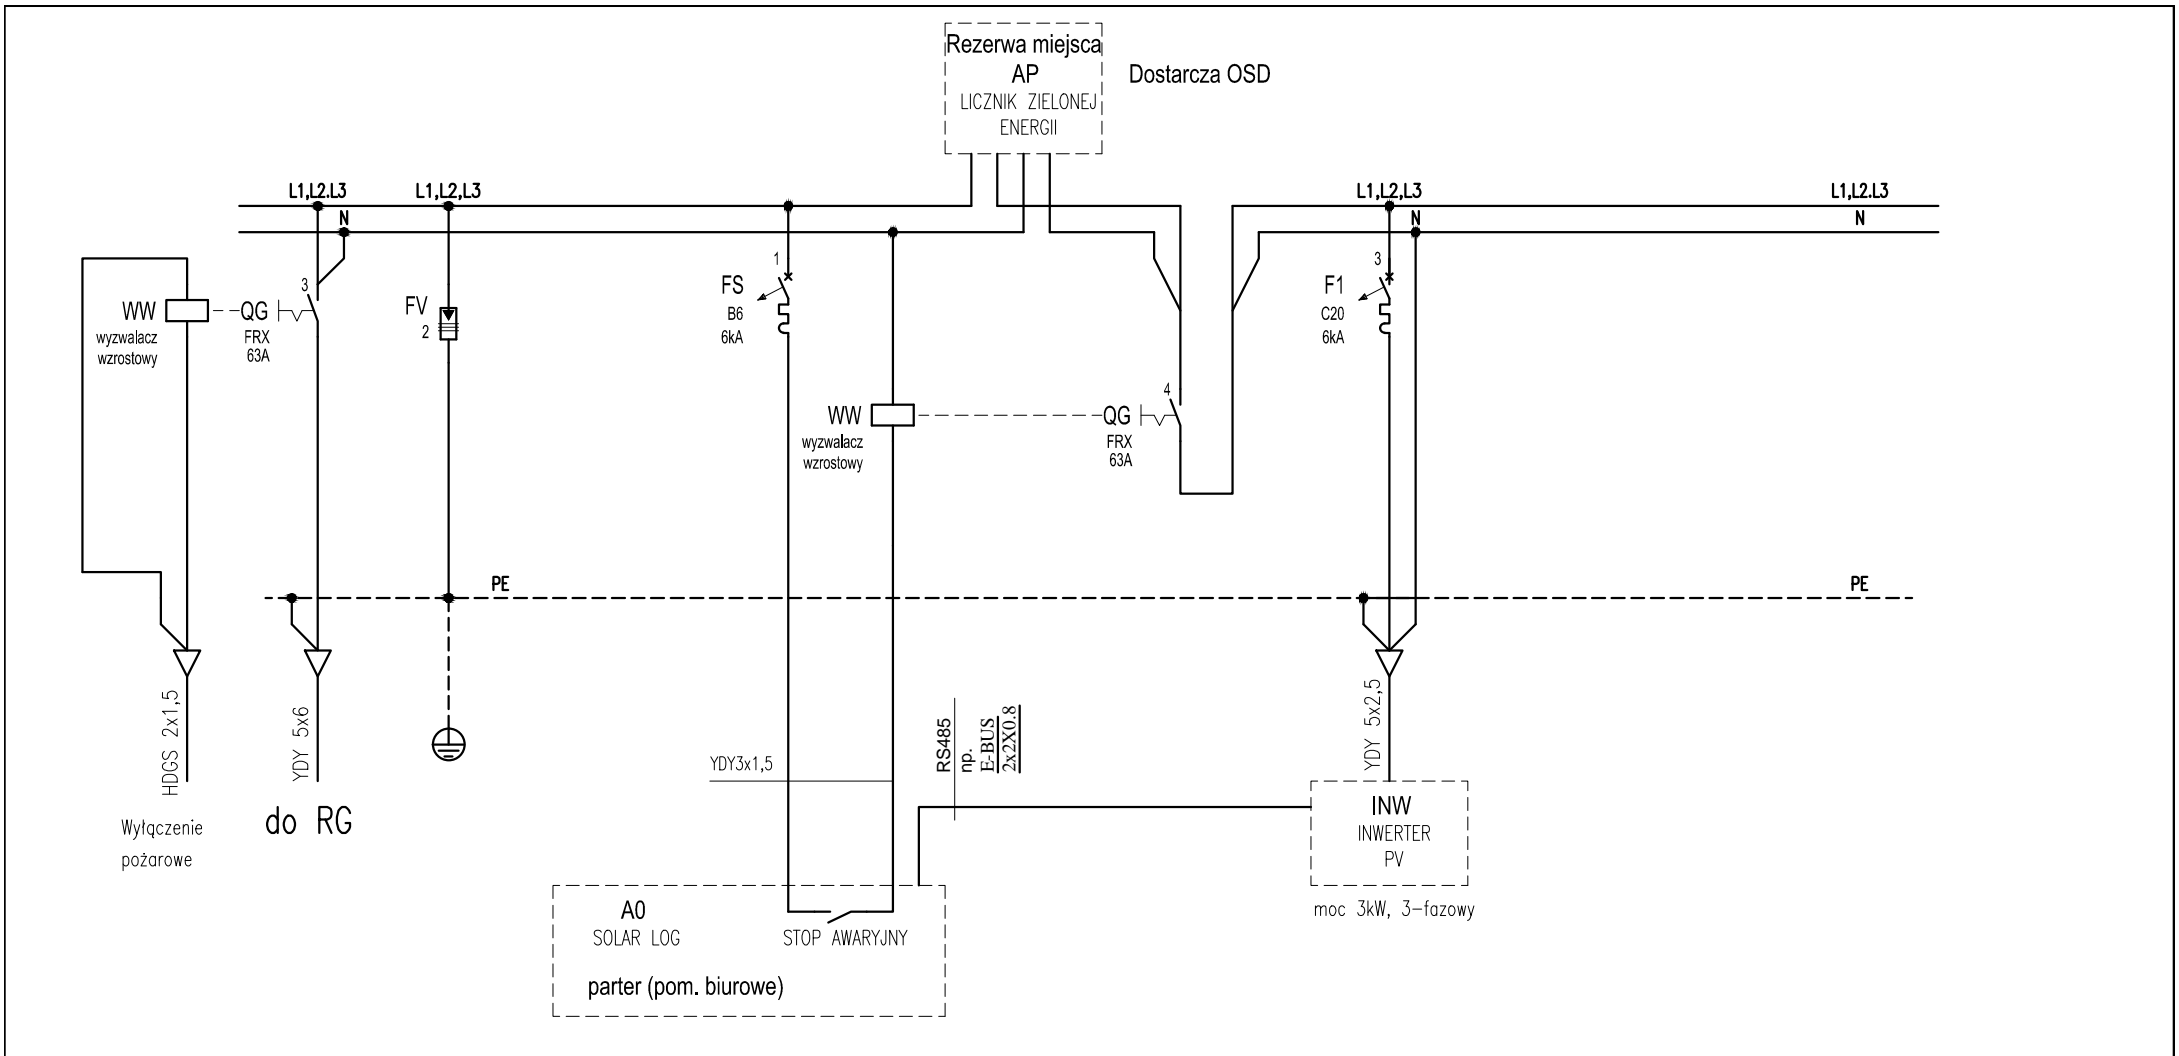 Rezerwa miejsca
AP
LICZNIK ZIELONEJ
ENERGII
Dostarcza OSD
L1,L2.L3
N
L1,L2,L3
L1,L2,L3
N
L1,L2.L3
N
WW
wyzwalacz
wzrostowy
QG
FRX
63A
3
FV
2
1
FS
B6
6kA
WW
wyzwalacz
wzrostowy
QG
FRX
63A
4
3
F1
C20
6kA
PE
PE
HDGS 2x1,5
Wyłączenie
pożarowe
YDY 5x6
do RG
YDY3x1,5
RS485
np.
E-BUS
2x2X0.8
YDY 5x2,5
INW
INWERTER
PV
moc 3kW, 3-fazowy
A0
SOLAR LOG
STOP AWARYJNY
parter (pom. biurowe)